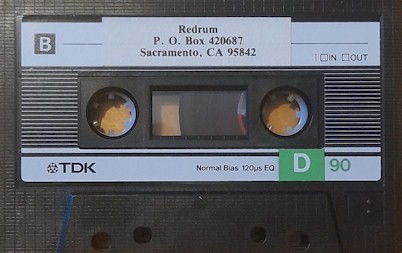 B
Redrum
P. O. Box 420687
Sacramento, CA 95842
IN OUT
TDK
Normal Bias 120µs EQ
D 90